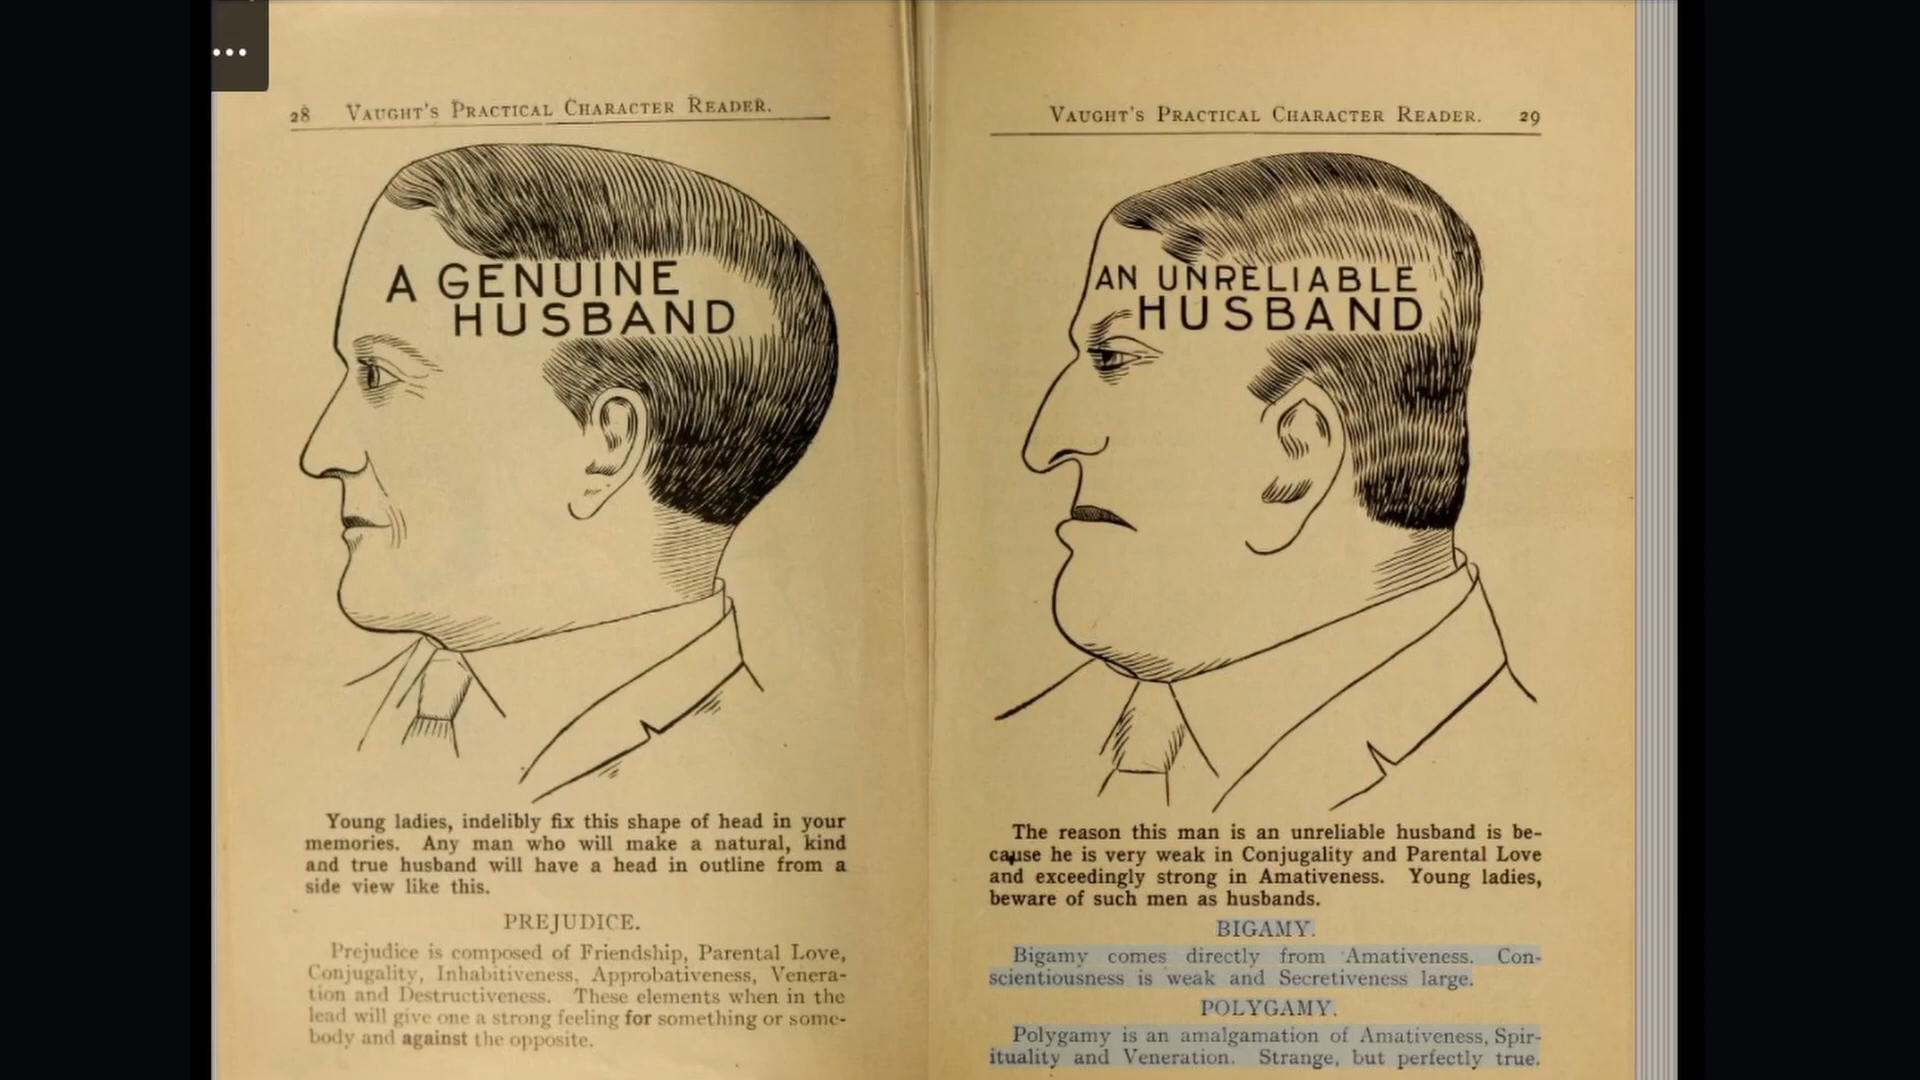 28 VAUGHT'S PRACTICAL CHARACTER READER.
A GENUINE
HUSBAND
Young ladies, indelibly fix this shape of head in your
memories. Any man who will make a natural, kind
and true husband will have a head in outline from a
side view like this.
PREJUDICE.
Prejudice is composed of Friendship, Parental Love,
Conjugality, Inhabitiveness, Approbativeness, Venera-
tion and Destructiveness. These elements when in the
lead will give one a strong feeling for something or some-
body and against the opposite.
VAUGHT'S PRACTICAL CHARACTER READER. 29
AN UNRELIABLE
HUSBAND
The reason this man is an unreliable husband is be-
cause he is very weak in Conjugality and Parental Love
and exceedingly strong in Amativeness. Young ladies,
beware of such men as husbands.
BIGAMY.
Bigamy comes directly from Amativeness. Con-
scientiousness is weak and Secretiveness large.
POLYGAMY.
Polygamy is an amalgamation of Amativeness, Spir-
ituality and Veneration. Strange, but perfectly true.